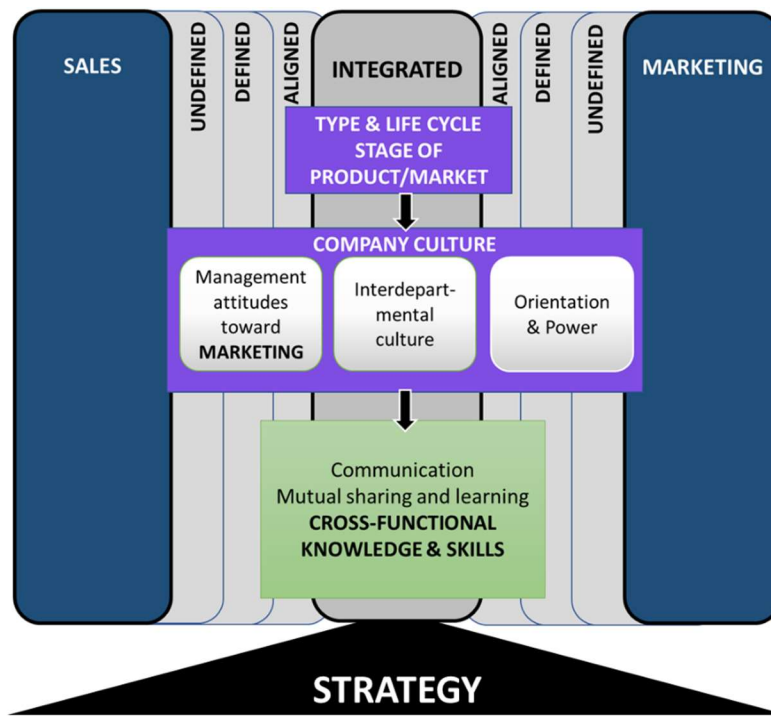 SALES
UNDEFINED
DEFINED
ALIGNED
INTEGRATED
ALIGNED
DEFINED
UNDEFINED
MARKETING
TYPE & LIFE CYCLE
STAGE OF
PRODUCT/MARKET
COMPANY CULTURE
Management
attitudes
toward
MARKETING
Interdepart-
mental
culture
Orientation
& Power
Communication
Mutual sharing and learning
CROSS-FUNCTIONAL
KNOWLEDGE & SKILLS
STRATEGY